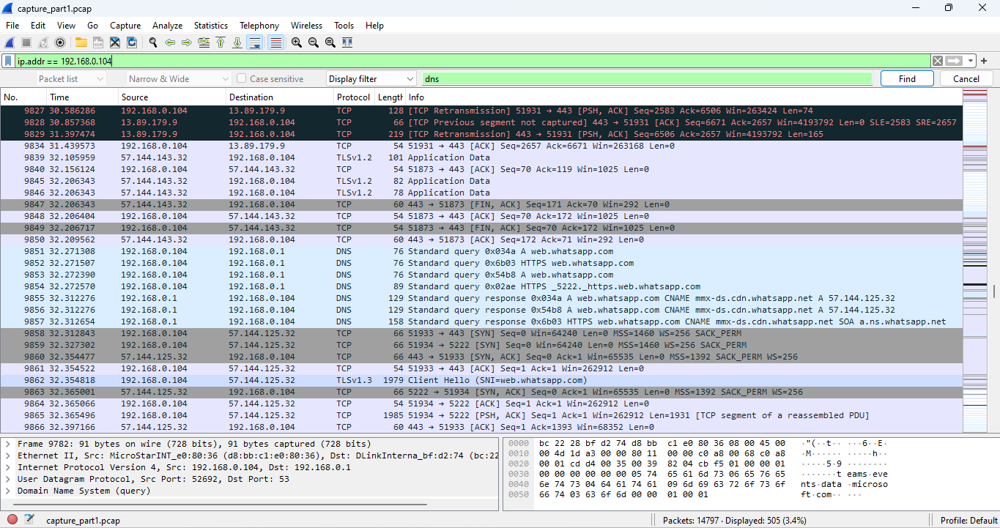 capture_part1.pcap
File Edit View Go Capture Analyze Statistics Telephony Wireless Tools Help
ip.addr == 192.168.0.104
Packet list Narrow & Wide Case sensitive Display filter dns Find Cancel
No. Time Source Destination Protocol Length Info
9827 30.586286 192.168.0.104 13.89.179.9 TCP 128 [TCP Retransmission] 51931 → 443 [PSH, ACK] Seq=2583 Ack=6506 Win=263424 Len=74
9828 30.857368 13.89.179.9 192.168.0.104 TCP 66 [TCP Previous segment not captured] 443 → 51931 [ACK] Seq=6671 Ack=2657 Win=4193792 Len=0 SLE=2583 SRE=2657
9829 31.397474 13.89.179.9 192.168.0.104 TCP 219 [TCP Retransmission] 443 → 51931 [PSH, ACK] Seq=6506 Ack=2657 Win=4193792 Len=165
9834 31.439573 192.168.0.104 13.89.179.9 TCP 54 51931 → 443 [ACK] Seq=2657 Ack=6671 Win=263168 Len=0
9839 32.105959 57.144.143.32 192.168.0.104 TLSv1.2 101 Application Data
9840 32.156124 192.168.0.104 57.144.143.32 TCP 54 51873 → 443 [ACK] Seq=70 Ack=119 Win=1025 Len=0
9845 32.206343 57.144.143.32 192.168.0.104 TLSv1.2 82 Application Data
9846 32.206343 57.144.143.32 192.168.0.104 TLSv1.2 78 Application Data
9847 32.206343 57.144.143.32 192.168.0.104 TCP 60 443 → 51873 [FIN, ACK] Seq=171 Ack=70 Win=292 Len=0
9848 32.206404 192.168.0.104 57.144.143.32 TCP 54 51873 → 443 [ACK] Seq=70 Ack=172 Win=1025 Len=0
9849 32.206717 192.168.0.104 57.144.143.32 TCP 54 51873 → 443 [FIN, ACK] Seq=70 Ack=172 Win=1025 Len=0
9850 32.209562 57.144.143.32 192.168.0.104 TCP 60 443 → 51873 [ACK] Seq=172 Ack=71 Win=292 Len=0
9851 32.271308 192.168.0.104 192.168.0.1 DNS 76 Standard query 0x034a A web.whatsapp.com
9852 32.271507 192.168.0.104 192.168.0.1 DNS 76 Standard query 0x6b03 HTTPS web.whatsapp.com
9853 32.272390 192.168.0.104 192.168.0.1 DNS 76 Standard query 0x54b8 A web.whatsapp.com
9854 32.272570 192.168.0.104 192.168.0.1 DNS 89 Standard query 0x02ae HTTPS _5222._https.web.whatsapp.com
9855 32.312276 192.168.0.1 192.168.0.104 DNS 129 Standard query response 0x034a A web.whatsapp.com CNAME mmx-ds.cdn.whatsapp.net A 57.144.125.32
9856 32.312276 192.168.0.1 192.168.0.104 DNS 129 Standard query response 0x54b8 A web.whatsapp.com CNAME mmx-ds.cdn.whatsapp.net A 57.144.125.32
9857 32.312654 192.168.0.1 192.168.0.104 DNS 158 Standard query response 0x6b03 HTTPS web.whatsapp.com CNAME mmx-ds.cdn.whatsapp.net SOA a.ns.whatsapp.net
9858 32.312843 192.168.0.104 57.144.125.32 TCP 66 51933 → 443 [SYN] Seq=0 Win=64240 Len=0 MSS=1460 WS=256 SACK_PERM
9859 32.327302 192.168.0.104 57.144.125.32 TCP 66 51934 → 5222 [SYN] Seq=0 Win=64240 Len=0 MSS=1460 WS=256 SACK_PERM
9860 32.354477 57.144.125.32 192.168.0.104 TCP 66 443 → 51933 [SYN, ACK] Seq=0 Ack=1 Win=65535 Len=0 MSS=1392 SACK_PERM WS=256
9861 32.354522 192.168.0.104 57.144.125.32 TCP 54 51933 → 443 [ACK] Seq=1 Ack=1 Win=262912 Len=0
9862 32.354818 192.168.0.104 57.144.125.32 TLSv1.3 1979 Client Hello (SNI=web.whatsapp.com)
9863 32.365001 57.144.125.32 192.168.0.104 TCP 66 5222 → 51934 [SYN, ACK] Seq=0 Ack=1 Win=65535 Len=0 MSS=1392 SACK_PERM WS=256
9864 32.365066 192.168.0.104 57.144.125.32 TCP 54 51934 → 5222 [ACK] Seq=1 Ack=1 Win=262912 Len=0
9865 32.365496 192.168.0.104 57.144.125.32 TCP 1985 51934 → 5222 [PSH, ACK] Seq=1 Ack=1 Win=262912 Len=1931 [TCP segment of a reassembled PDU]
9866 32.397166 57.144.125.32 192.168.0.104 TCP 60 443 → 51933 [ACK] Seq=1 Ack=1393 Win=68352 Len=0
Frame 9782: 91 bytes on wire (728 bits), 91 bytes captured (728 bits)
Ethernet II, Src: MicroStarINT_e0:80:36 (d8:bb:c1:e0:80:36), Dst: DLinkInterna_bf:d2:74 (bc:22
Internet Protocol Version 4, Src: 192.168.0.104, Dst: 192.168.0.1
User Datagram Protocol, Src Port: 52692, Dst Port: 53
Domain Name System (query)
0000 bc 22 28 bf d2 74 d8 bb c1 e0 80 36 08 00 45 00 ·"(··t·· ···6··E·
0010 00 4d 1d a3 00 00 80 11 00 00 c0 a8 00 68 c0 a8 ·M······ ·····h··
0020 00 01 cd d4 00 35 00 39 82 04 cb f5 01 00 00 01 ·····5·9 ········
0030 00 00 00 00 00 00 05 74 65 61 6d 73 06 65 76 65 ·······t eams·eve
0040 6e 74 73 04 64 61 74 61 09 6d 69 63 72 6f 73 6f nts·data ·microso
0050 66 74 03 63 6f 6d 00 00 01 00 01 ft·com·· ···
capture_part1.pcap Packets: 14797 · Displayed: 505 (3.4%) Profile: Default